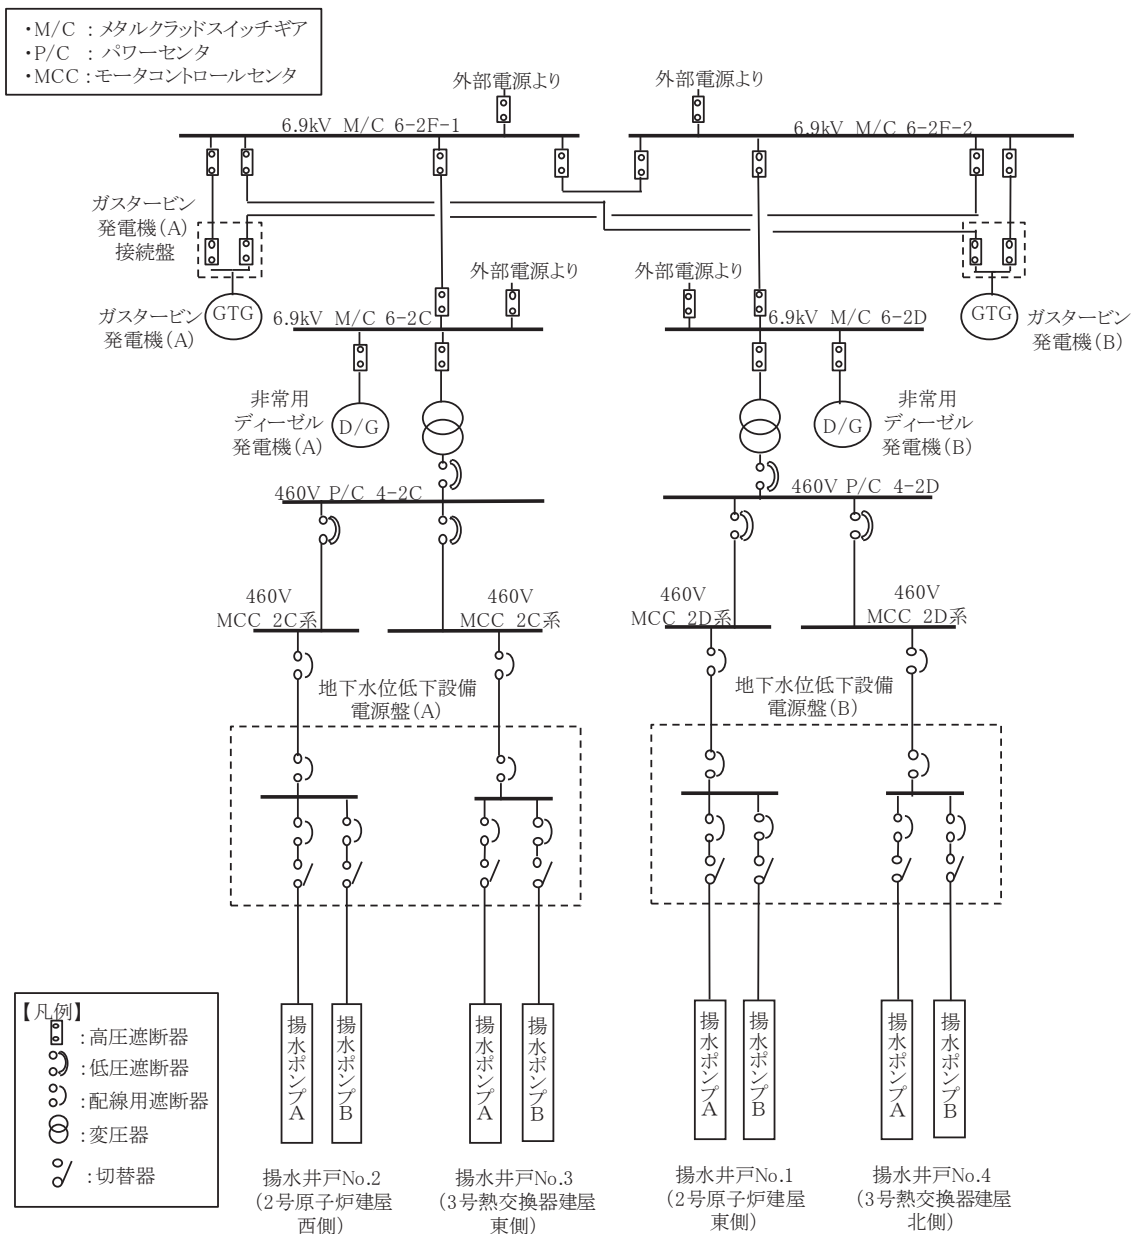 ・M/C：メタルクラッドスイッチギア
・P/C ：パワーセンタ
・MCC：モータコントロールセンタ
外部電源より
外部電源より
6.9kV M/C 6-2F-1
6.9kV M/C 6-2F-2
ガスタービン
発電機(A)
接続盤
外部電源より
外部電源より
GTG
GTG
ガスタービン
発電機(A)
6.9kV M/C 6-2C
6.9kV M/C 6-2D
ガスタービン
発電機(B)
非常用
ディーゼル
発電機(A)
D/G
D/G
非常用
ディーゼル
発電機(B)
460V P/C 4-2C
460V P/C 4-2D
460V
MCC 2C系
460V
MCC 2C系
460V
MCC 2D系
460V
MCC 2D系
地下水位低下設備
電源盤(A)
地下水位低下設備
電源盤(B)
揚水ポンプA
揚水ポンプB
揚水ポンプA
揚水ポンプB
揚水ポンプA
揚水ポンプB
揚水ポンプA
揚水ポンプB
【凡例】
：高圧遮断器
：低圧遮断器
：配線用遮断器
：変圧器
：切替器
揚水井戸No.2
(2号原子炉建屋
西側)
揚水井戸No.3
(3号熱交換器建屋
東側)
揚水井戸No.1
(2号原子炉建屋
東側)
揚水井戸No.4
(3号熱交換器建屋
北側)